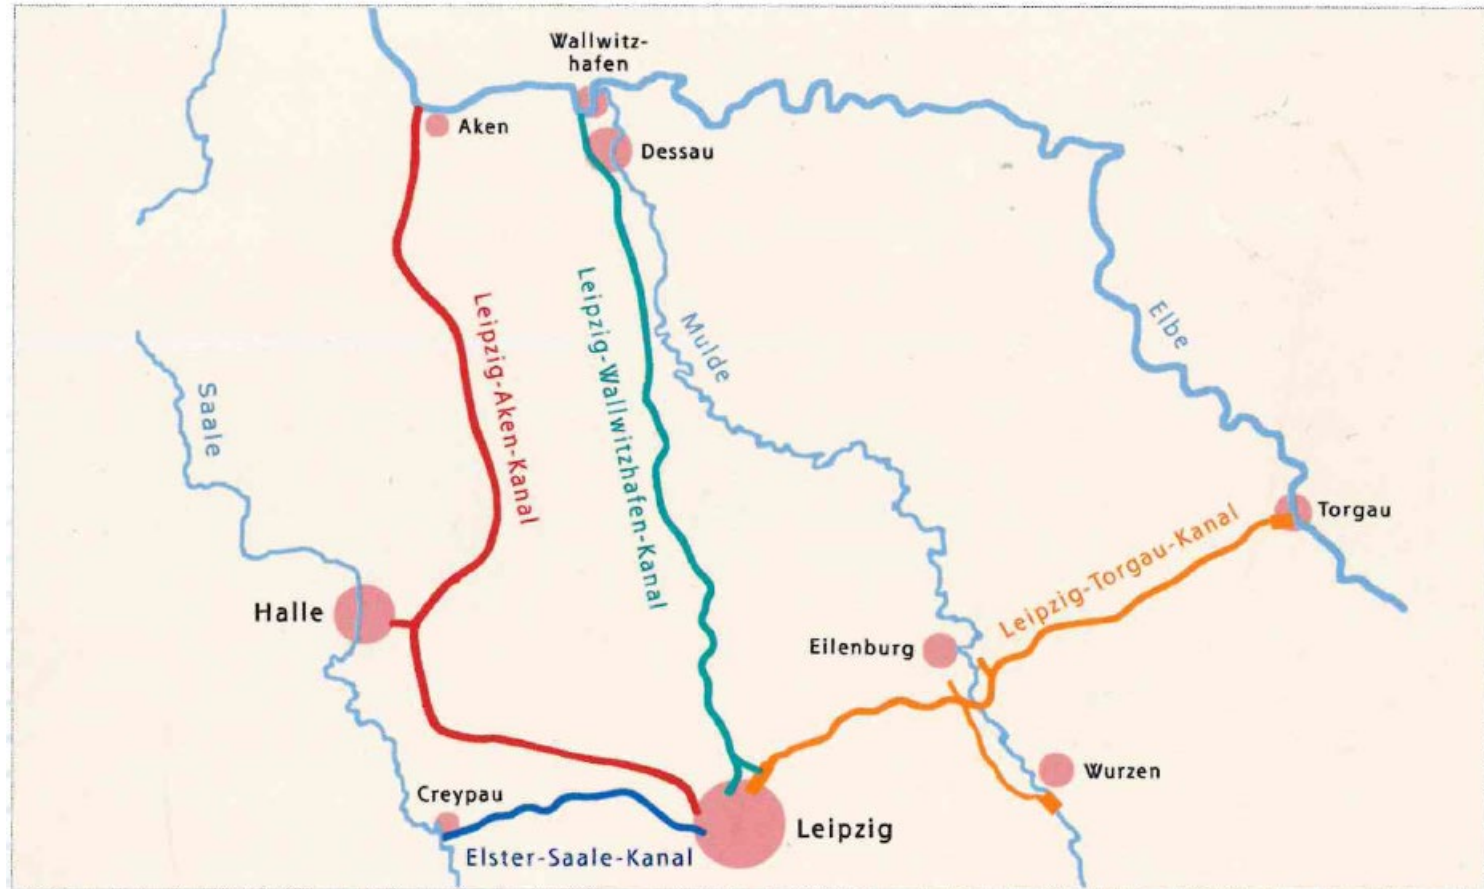 Wallwitz-
hafen
Aken
Dessau
Leipzig-Aken-Kanal
Leipzig-Wallwitzhafen-Kanal
Mulde
Elbe
Saale
Torgau
Leipzig-Torgau-Kanal
Halle
Eilenburg
Wurzen
Creypau
Leipzig
Elster-Saale-Kanal